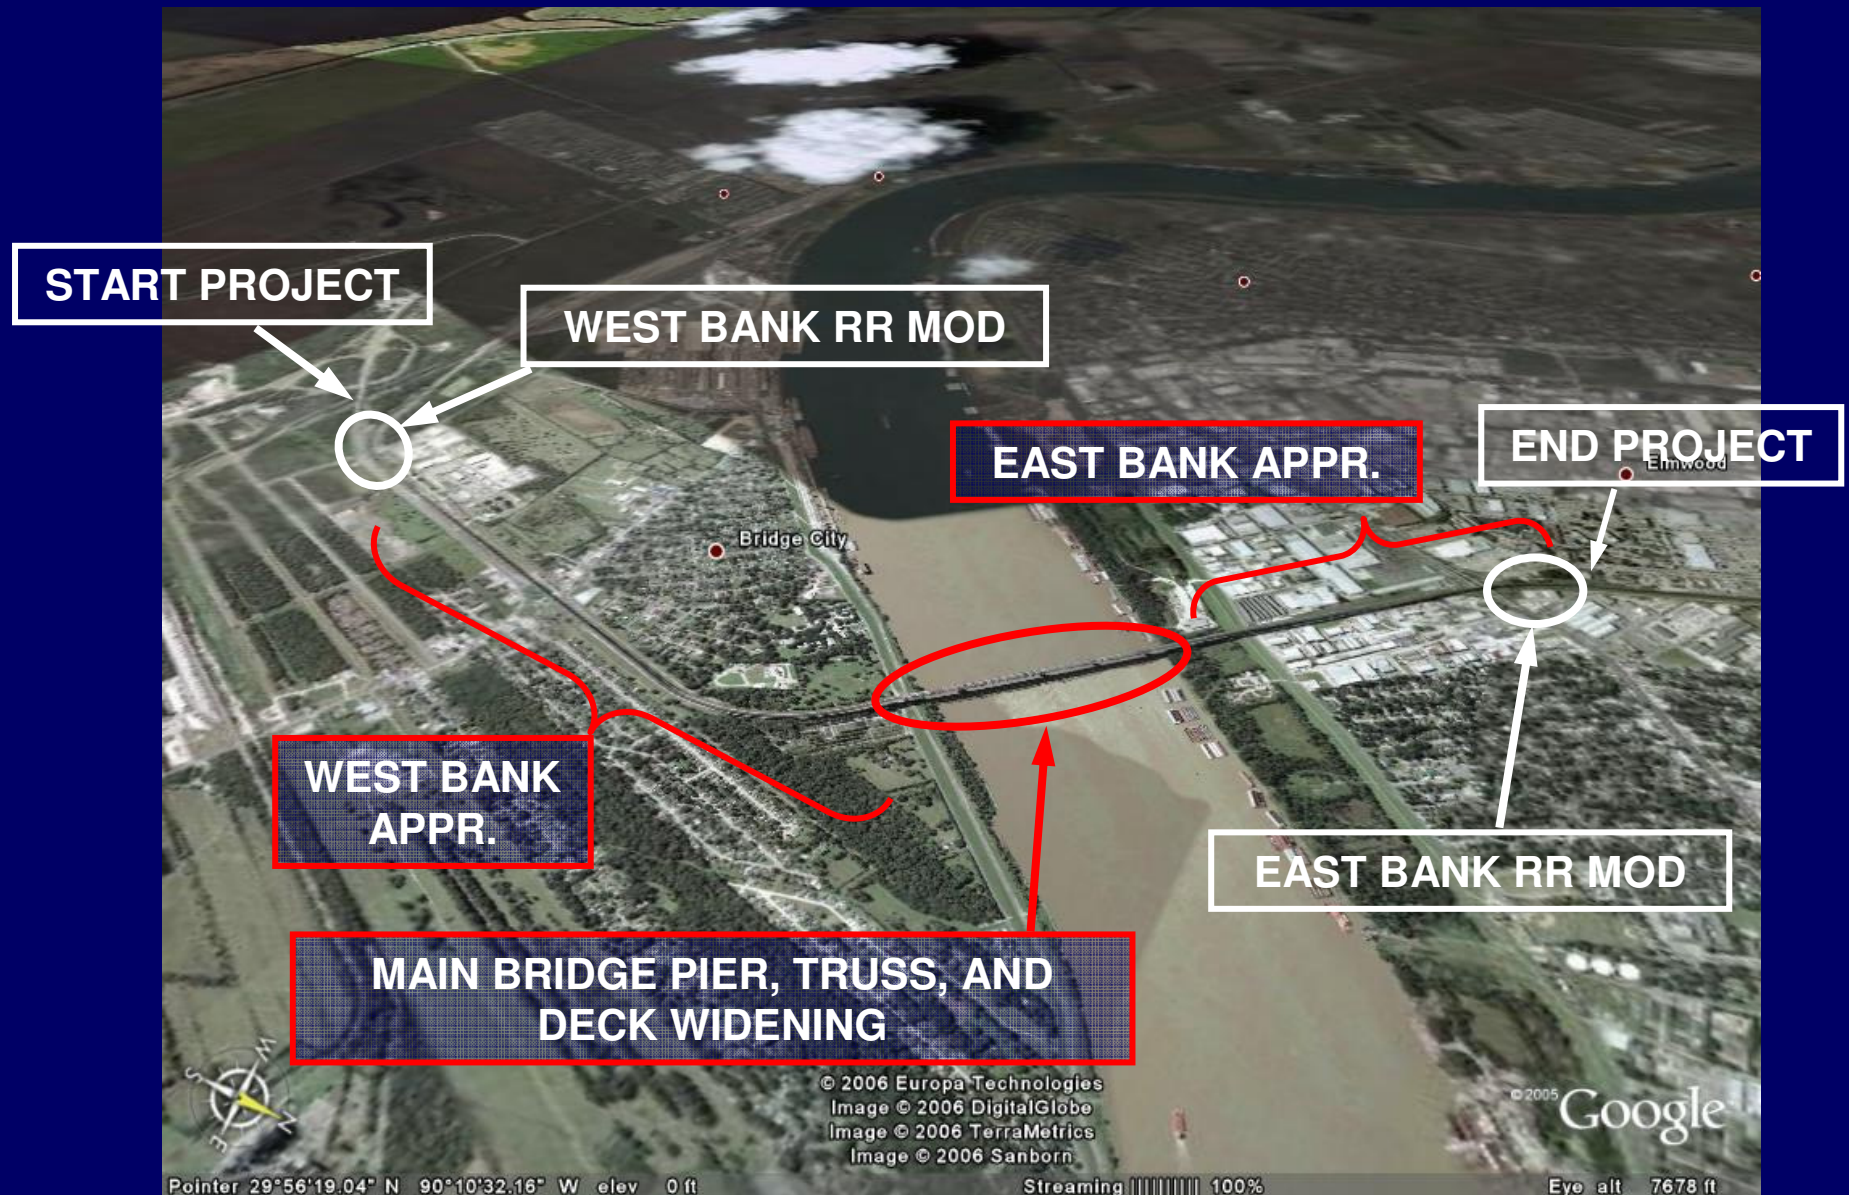 START PROJECT
WEST BANK RR MOD
EAST BANK APPR.
END PROJECT
Elmwood
Bridge City
WEST BANK
APPR.
EAST BANK RR MOD
MAIN BRIDGE PIER, TRUSS, AND
DECK WIDENING
W
S
N
E
© 2006 Europa Technologies
Image © 2006 DigitalGlobe
Image © 2006 TerraMetrics
Image © 2006 Sanborn
©2005 Google
Pointer 29°56'19.04" N 90°10'32.16" W elev 0 ft
Streaming |||||||||| 100%
Eye alt 7678 ft